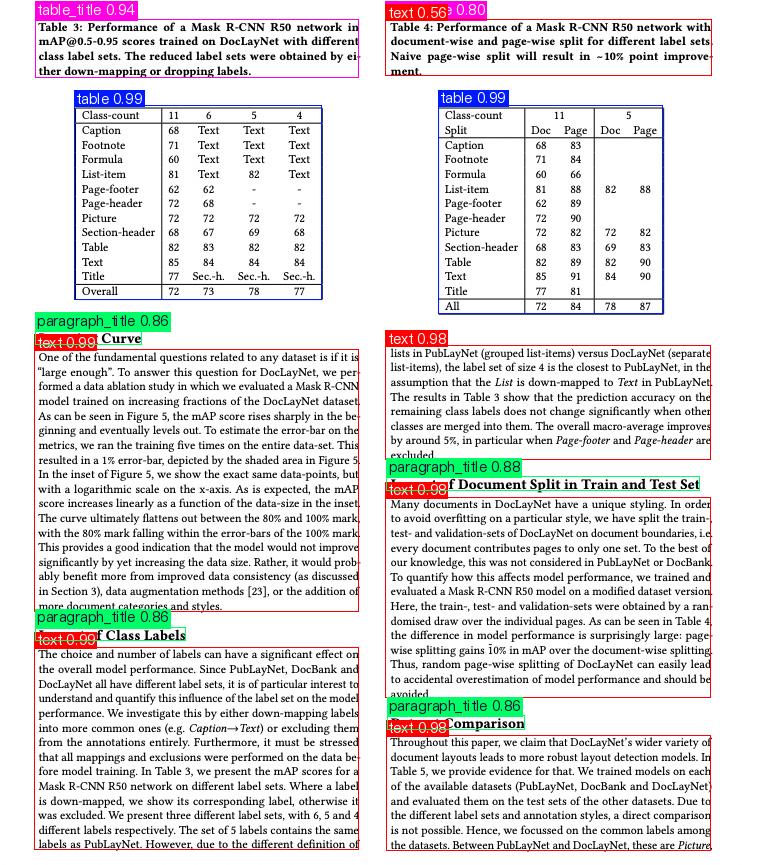 table_title 0.94
Table 3: Performance of a Mask R-CNN R50 network in
mAP@0.5-0.95 scores trained on DocLayNet with different
class label sets. The reduced label sets were obtained by ei-
ther down-mapping or dropping labels.
table 0.99
Class-count 11 6 5 4
Caption 68 Text Text Text
Footnote 71 Text Text Text
Formula 60 Text Text Text
List-item 81 Text 82 Text
Page-footer 62 62 - -
Page-header 72 68 - -
Picture 72 72 72 72
Section-header 68 67 69 68
Table 82 83 82 82
Text 85 84 84 84
Title 77 Sec.-h. Sec.-h. Sec.-h.
Overall 72 73 78 77
paragraph_title 0.86
Curve
text 0.99
One of the fundamental questions related to any dataset is if it is
“large enough”. To answer this question for DocLayNet, we per-
formed a data ablation study in which we evaluated a Mask R-CNN
model trained on increasing fractions of the DocLayNet dataset.
As can be seen in Figure 5, the mAP score rises sharply in the be-
ginning and eventually levels out. To estimate the error-bar on the
metrics, we ran the training five times on the entire data-set. This
resulted in a 1% error-bar, depicted by the shaded area in Figure 5.
In the inset of Figure 5, we show the exact same data-points, but
with a logarithmic scale on the x-axis. As is expected, the mAP
score increases linearly as a function of the data-size in the inset.
The curve ultimately flattens out between the 80% and 100% mark,
with the 80% mark falling within the error-bars of the 100% mark.
This provides a good indication that the model would not improve
significantly by yet increasing the data size. Rather, it would prob-
ably benefit more from improved data consistency (as discussed
in Section 3), data augmentation methods [23], or the addition of
more document categories and styles.
paragraph_title 0.86
of Class Labels
text 0.99
The choice and number of labels can have a significant effect on
the overall model performance. Since PubLayNet, DocBank and
DocLayNet all have different label sets, it is of particular interest to
understand and quantify this influence of the label set on the model
performance. We investigate this by either down-mapping labels
into more common ones (e.g. Caption→Text) or excluding them
from the annotations entirely. Furthermore, it must be stressed
that all mappings and exclusions were performed on the data be-
fore model training. In Table 3, we present the mAP scores for a
Mask R-CNN R50 network on different label sets. Where a label
is down-mapped, we show its corresponding label, otherwise it
was excluded. We present three different label sets, with 6, 5 and 4
different labels respectively. The set of 5 labels contains the same
labels as PubLayNet. However, due to the different definition of
text 0.56 0.80
Table 4: Performance of a Mask R-CNN R50 network with
document-wise and page-wise split for different label sets.
Naive page-wise split will result in ~10% point improve-
ment.
table 0.99
Class-count 11 5
Split Doc Page Doc Page
Caption 68 83
Footnote 71 84
Formula 60 66
List-item 81 88 82 88
Page-footer 62 89
Page-header 72 90
Picture 72 82 72 82
Section-header 68 83 69 83
Table 82 89 82 90
Text 85 91 84 90
Title 77 81
All 72 84 78 87
text 0.98
lists in PubLayNet (grouped list-items) versus DocLayNet (separate
list-items), the label set of size 4 is the closest to PubLayNet, in the
assumption that the List is down-mapped to Text in PubLayNet.
The results in Table 3 show that the prediction accuracy on the
remaining class labels does not change significantly when other
classes are merged into them. The overall macro-average improves
by around 5%, in particular when Page-footer and Page-header are
excluded.
paragraph_title 0.88
of Document Split in Train and Test Set
text 0.98
Many documents in DocLayNet have a unique styling. In order
to avoid overfitting on a particular style, we have split the train-,
test- and validation-sets of DocLayNet on document boundaries, i.e.
every document contributes pages to only one set. To the best of
our knowledge, this was not considered in PubLayNet or DocBank.
To quantify how this affects model performance, we trained and
evaluated a Mask R-CNN R50 model on a modified dataset version.
Here, the train-, test- and validation-sets were obtained by a ran-
domised draw over the individual pages. As can be seen in Table 4,
the difference in model performance is surprisingly large: page-
wise splitting gains 10% in mAP over the document-wise splitting.
Thus, random page-wise splitting of DocLayNet can easily lead
to accidental overestimation of model performance and should be
avoided.
paragraph_title 0.86
Comparison
text 0.98
Throughout this paper, we claim that DocLayNet's wider variety of
document layouts leads to more robust layout detection models. In
Table 5, we provide evidence for that. We trained models on each
of the available datasets (PubLayNet, DocBank and DocLayNet)
and evaluated them on the test sets of the other datasets. Due to
the different label sets and annotation styles, a direct comparison
is not possible. Hence, we focussed on the common labels among
the datasets. Between PubLayNet and DocLayNet, these are Picture,